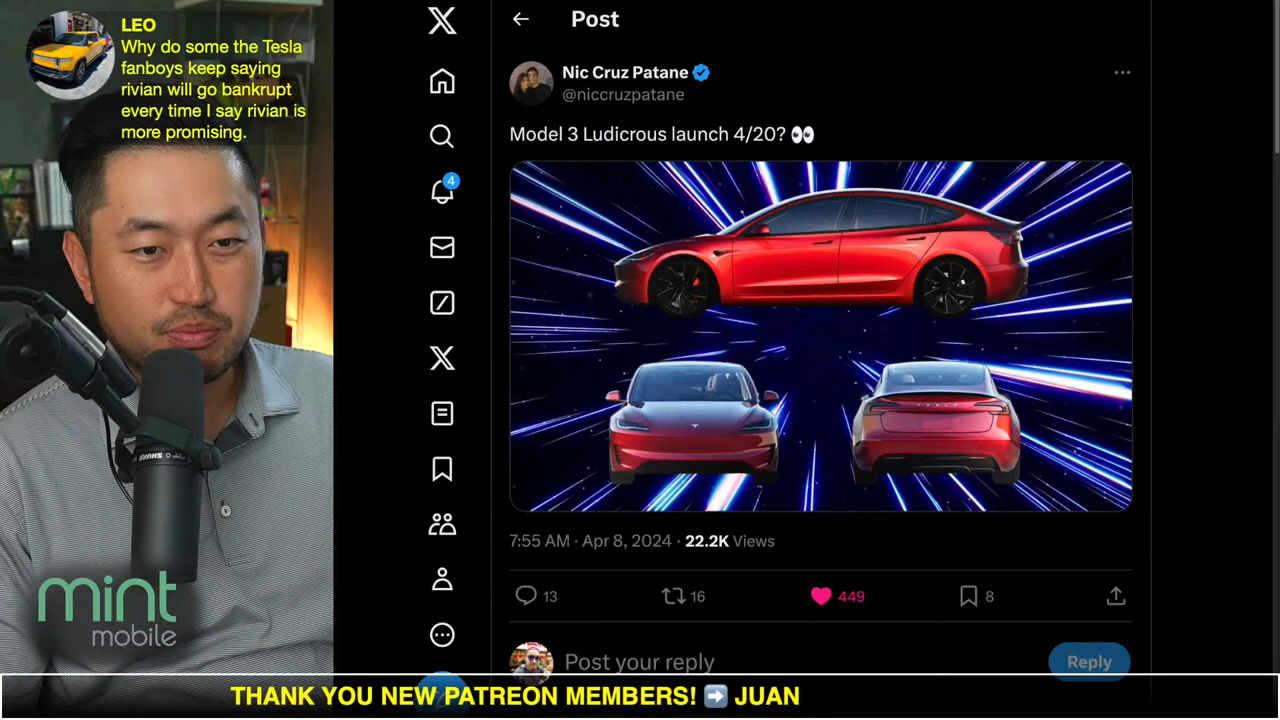 LEO
Why do some the Tesla
fanboys keep saying
rivian will go bankrupt
every time I say rivian is
more promising.
Post
Nic Cruz Patane
@niccruzpatane
Model 3 Ludicrous launch 4/20? 👀
7:55 AM · Apr 8, 2024 · 22.2K Views
13 16 449 8
Post your reply
Reply
4
SHURE
mint
mobile
THANK YOU NEW PATREON MEMBERS! ➡️ JUAN